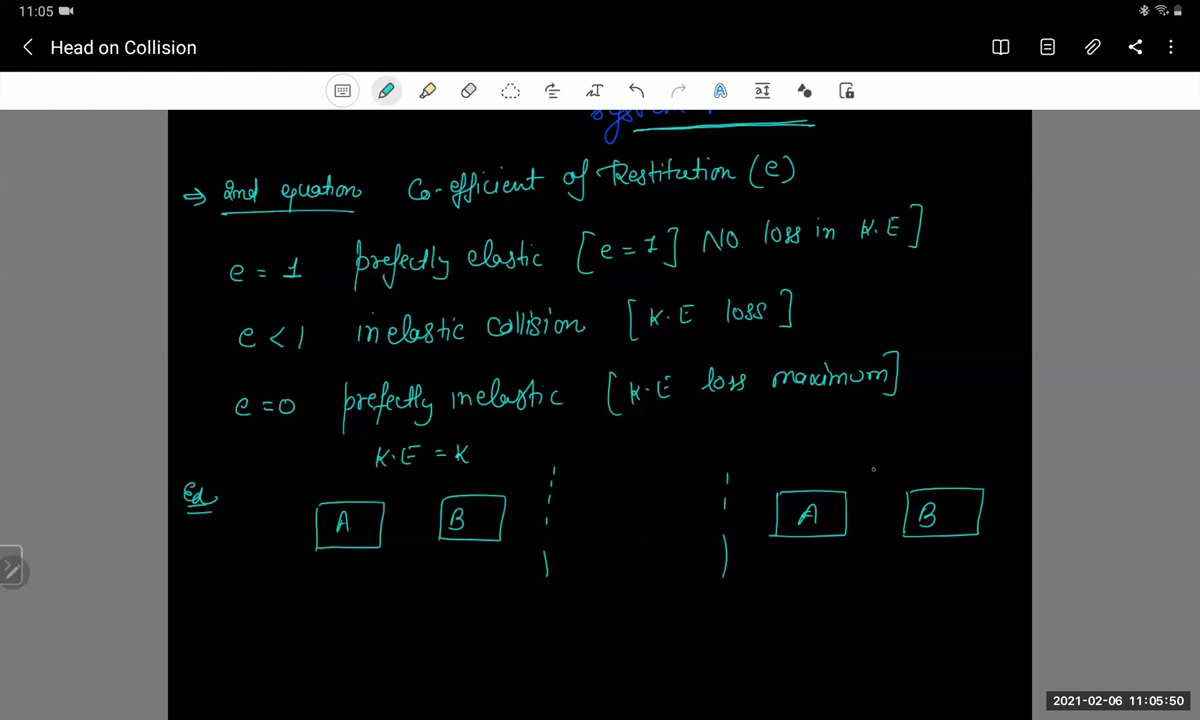 11:05
Head on Collision
⇒ 2nd equation Co-efficient of Restitution (e)
e = 1 prefectly elastic [e = 1] NO loss in K.E]
e < 1 inelastic collision [K.E loss]
e = 0 prefectly inelastic [K.E loss maximum]
K.E = K
A B A B
2021-02-06 11:05:50